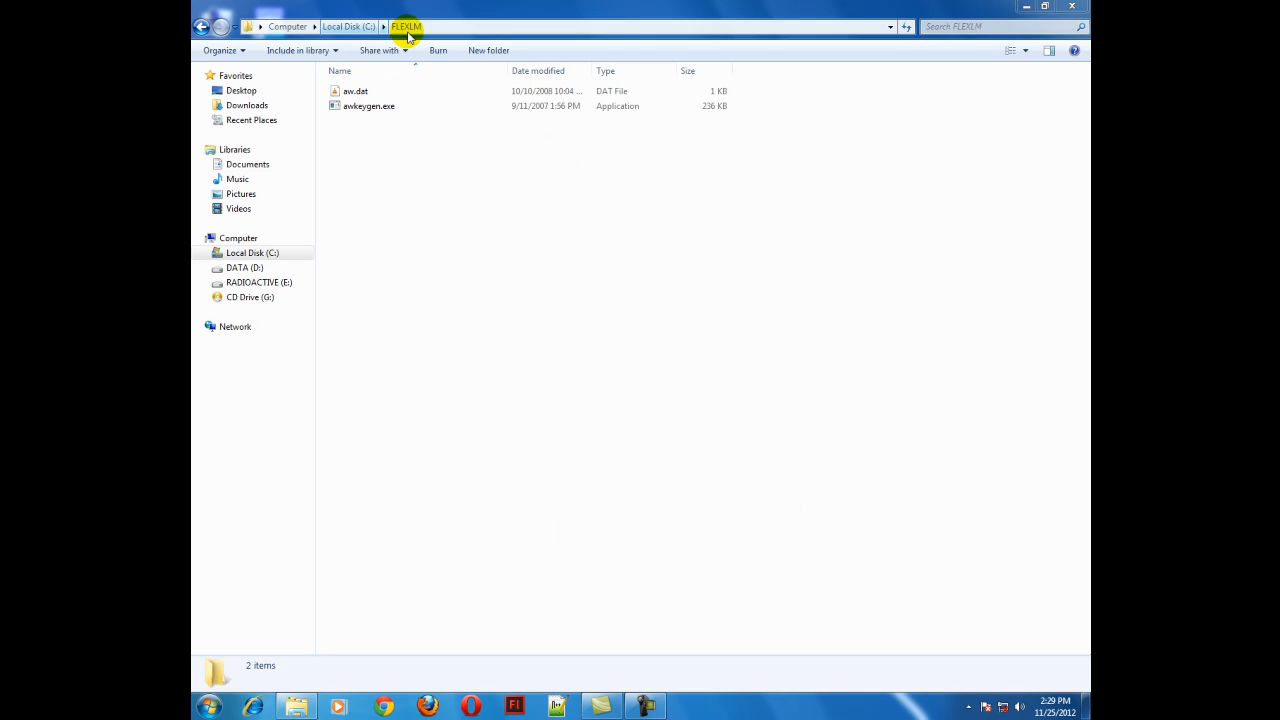 Computer Local Disk (C:) FLEXLM Search FLEXLM
Organize Include in library Share with Burn New folder
Name Date modified Type Size
aw.dat 10/10/2008 10:04 ... DAT File 1 KB
awkeygen.exe 9/11/2007 1:56 PM Application 236 KB
Favorites
Desktop
Downloads
Recent Places
Libraries
Documents
Music
Pictures
Videos
Computer
Local Disk (C:)
DATA (D:)
RADIOACTIVE (E:)
CD Drive (G:)
Network
2 items
Fl
2:29 PM
11/25/2012